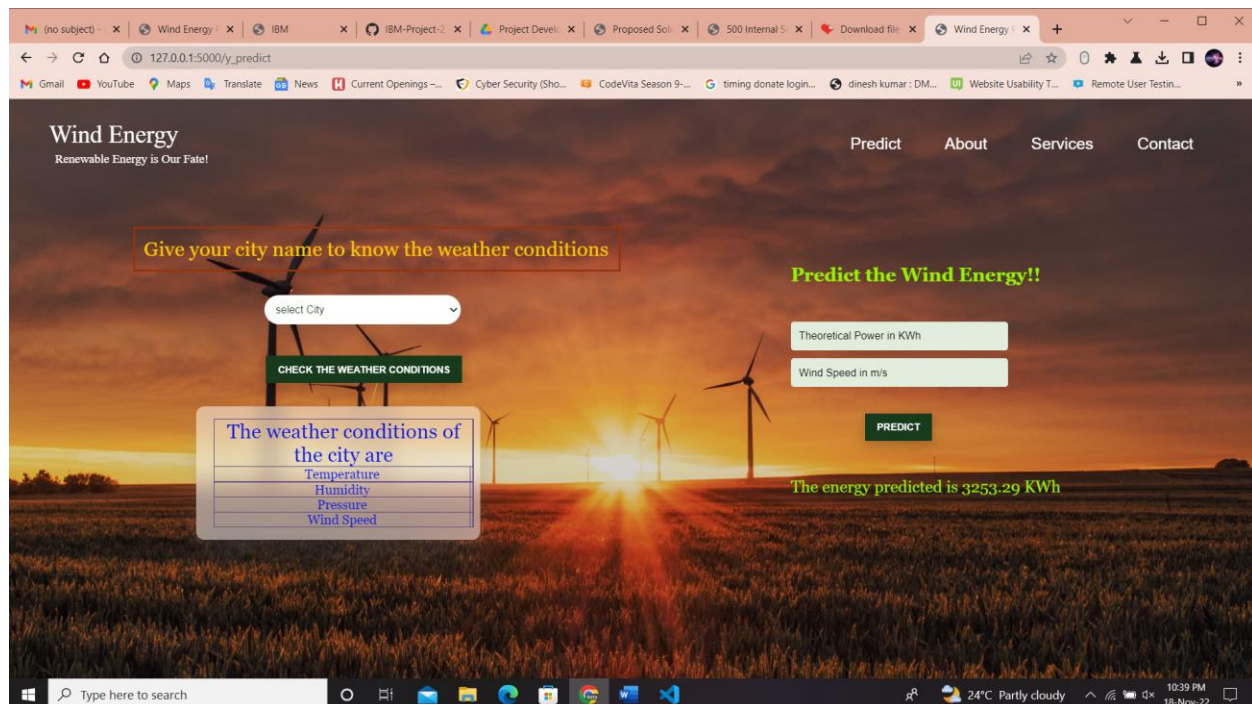 (no subject) -
Wind Energy
IBM
IBM-Project-2
Project Devel
Proposed Sol
500 Internal S
Download file
Wind Energy
127.0.0.1:5000/y_predict
Gmail YouTube Maps Translate News Current Openings –... Cyber Security (Sho... CodeVita Season 9-... timing donate login... dinesh kumar : DM... Website Usability T... Remote User Testin... »
Wind Energy
Renewable Energy is Our Fate!
Predict About Services Contact
Give your city name to know the weather conditions
select City
CHECK THE WEATHER CONDITIONS
The weather conditions of
the city are
Temperature
Humidity
Pressure
Wind Speed
Predict the Wind Energy!!
Theoretical Power in KWh
Wind Speed in m/s
PREDICT
The energy predicted is 3253.29 KWh
Type here to search
24°C Partly cloudy
10:39 PM
18-Nov-22